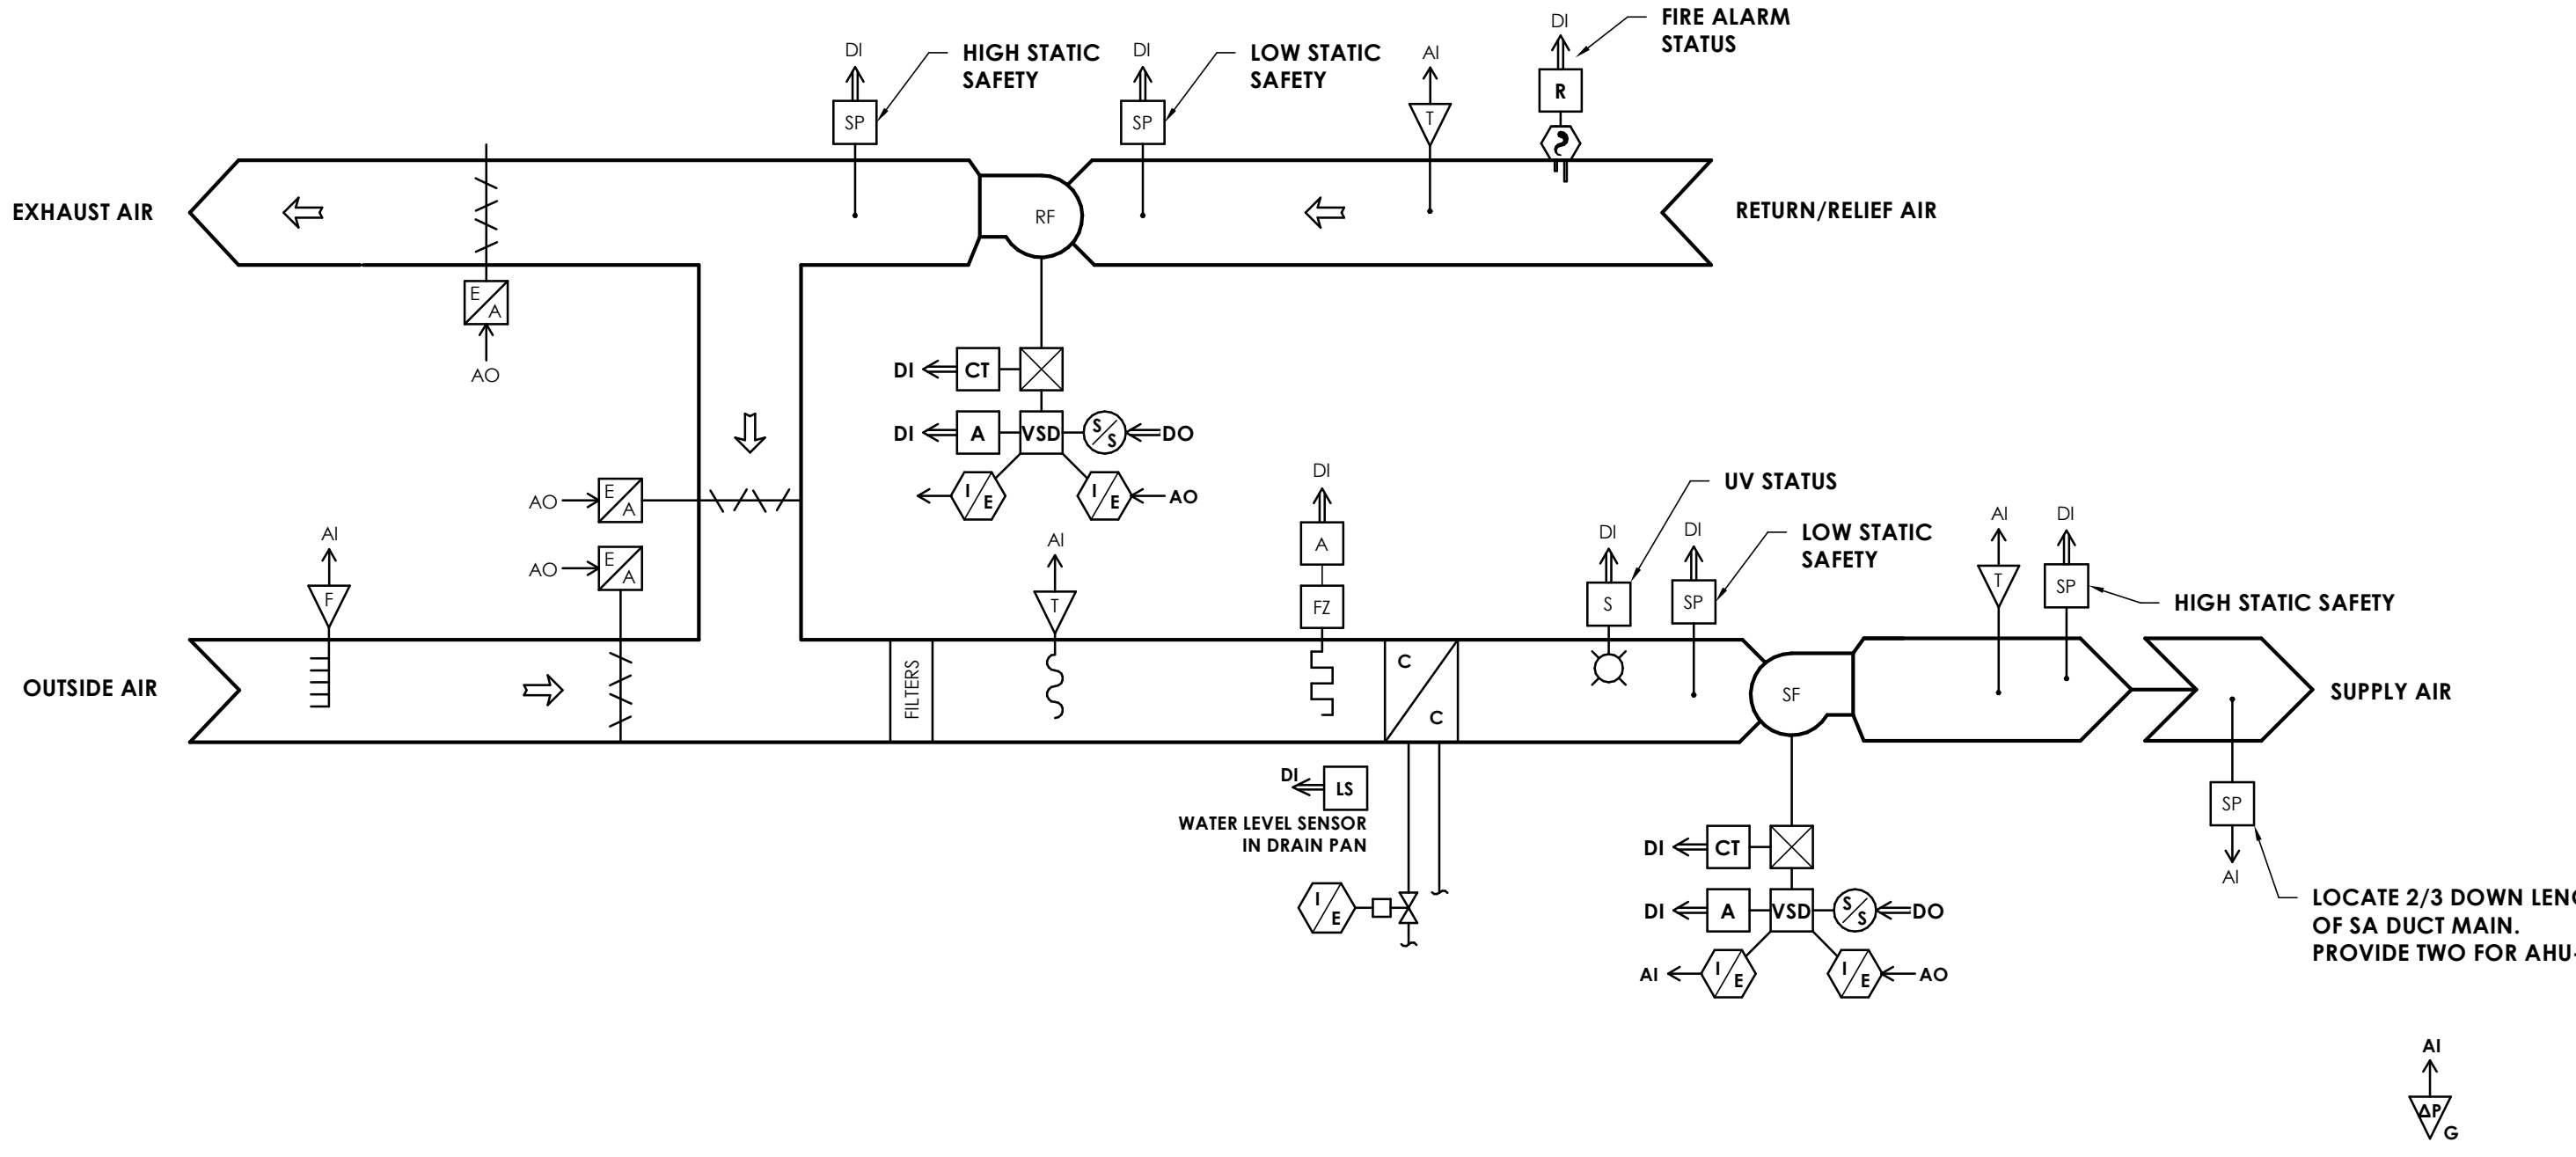 DI
FIRE ALARM
STATUS
DI
HIGH STATIC
SAFETY
DI
LOW STATIC
SAFETY
AI
R
SP
SP
T
EXHAUST AIR
RF
RETURN/RELIEF AIR
E
A
AO
DI
CT
DI
A
VSD
S
S
DO
I
E
I
E
AO
AO
E
A
AO
E
A
AI
F
AI
T
DI
A
FZ
UV STATUS
DI
S
DI
SP
LOW STATIC
SAFETY
AI
T
DI
SP
HIGH STATIC SAFETY
OUTSIDE AIR
FILTERS
C
C
SF
SUPPLY AIR
DI
LS
WATER LEVEL SENSOR
IN DRAIN PAN
I
E
SP
AI
DI
CT
DI
A
VSD
S
S
DO
AI
I
E
I
E
AO
LOCATE 2/3 DOWN
OF SA DUCT MAIN.
PROVIDE TWO FOR AHU-
AI
ΔP
G